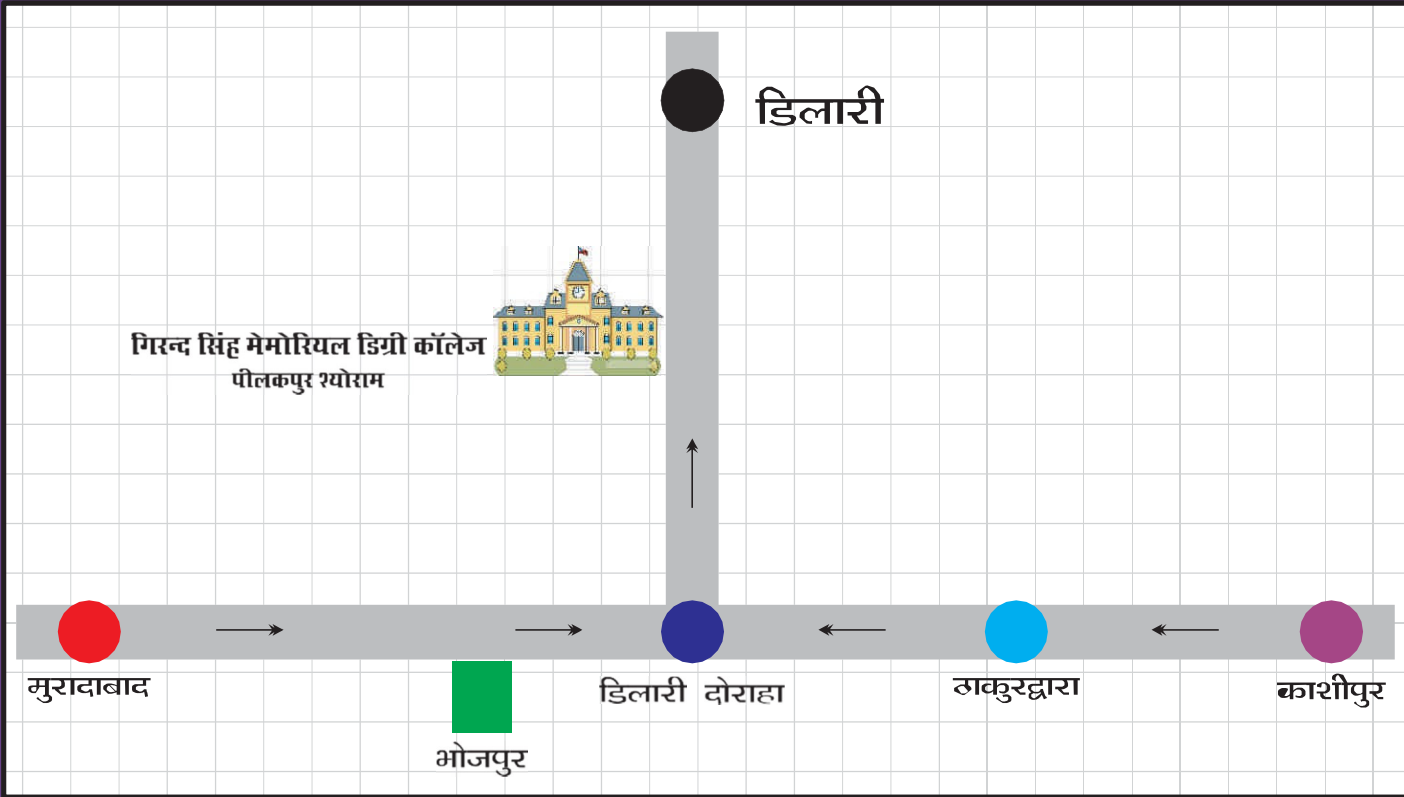 डिलारी
गिरन्द सिंह मेमोरियल डिग्री कॉलेज
पीलकपुर श्योराम
मुरादाबाद
डिलारी दोराहा
ठाकुरद्वारा
काशीपुर
भोजपुर